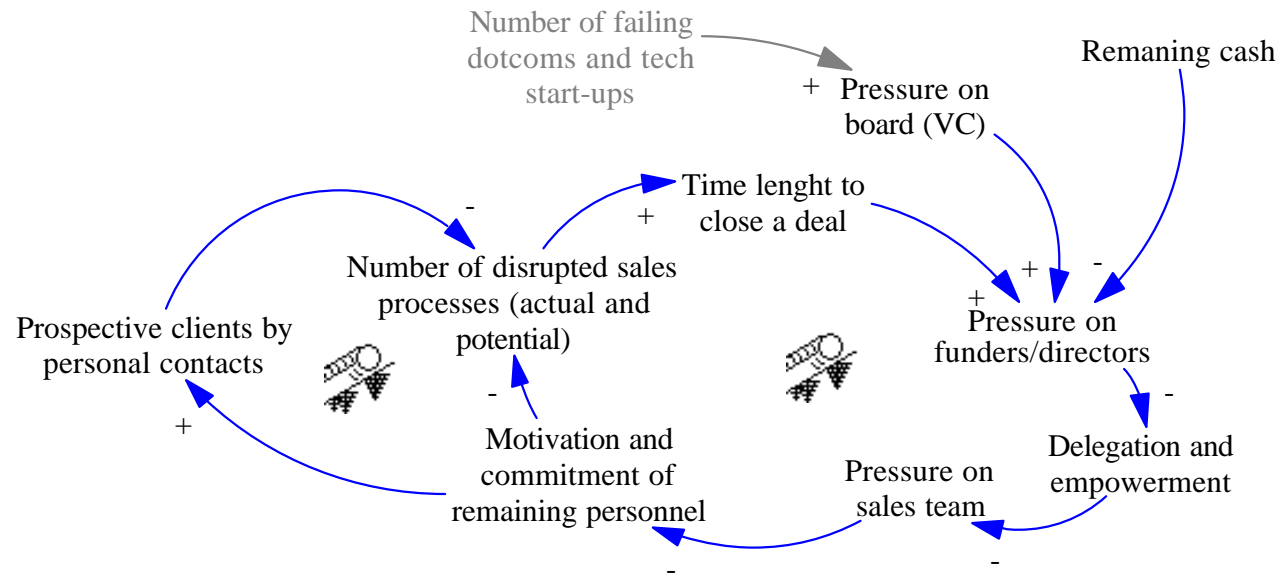 Number of failing
dotcoms and tech
start-ups
Remaning cash
+
Pressure on
board (VC)
-
Time lenght to
close a deal
+
Number of disrupted sales
processes (actual and
potential)
+
-
+
Prospective clients by
personal contacts
Pressure on
funders/directors
-
-
+
Motivation and
commitment of
remaining personnel
Pressure on
sales team
Delegation and
empowerment
-
-